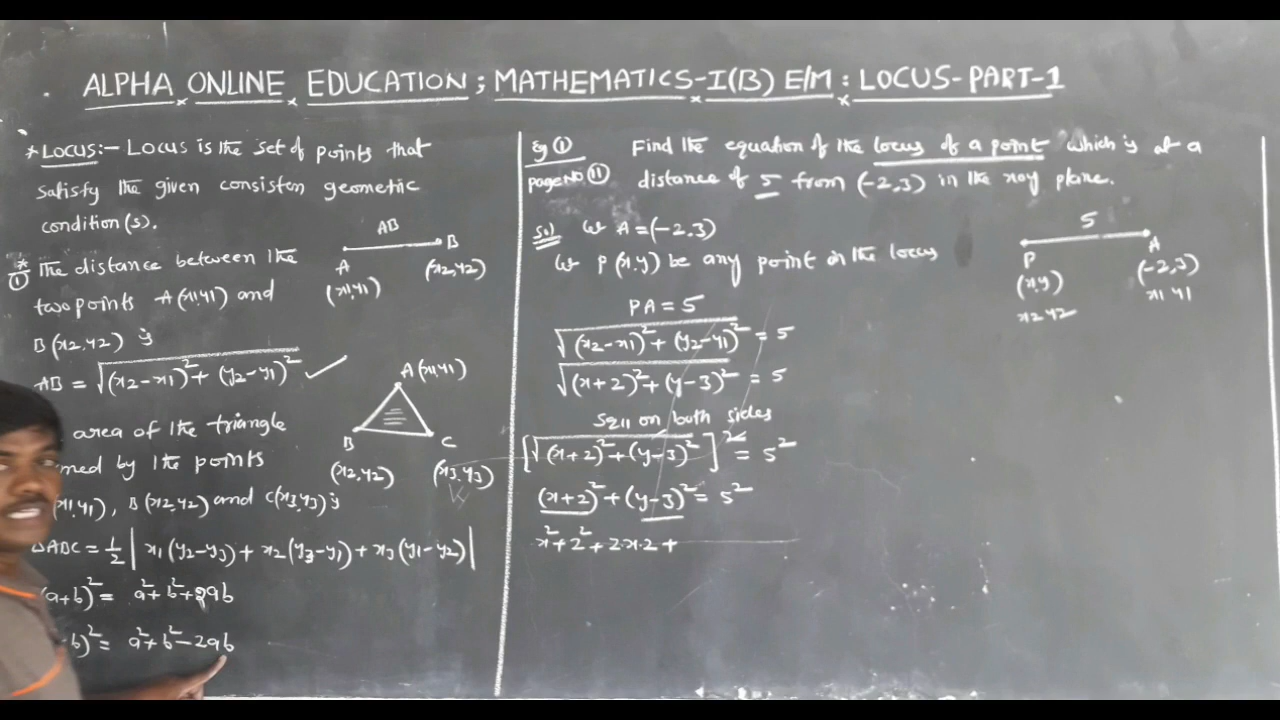 ALPHA ONLINE EDUCATION ; MATHEMATICS-I(B) E/M : LOCUS-PART-1
* LOCUS:- LOCUS is the set of points that
satisfy the given consisten geometric
condition(s).
* ① The distance between the
two points A(x1,y1) and
B(x2,y2) is
AB = √(x2-x1)²+(y2-y1)² ✓
AB
A
B
(x1,y1)
(x2,y2)
area of the triangle
med by the points
(x1,y1), B(x2,y2) and C(x3,y3) is
ΔABC = 1/2 | x1(y2-y3)+x2(y3-y1)+x3(y1-y2)|
(a+b)² = a²+b²+2ab
b)² = a²+b²-2ab
A(x1,y1)
B
C
(x2,y2)
(x3,y3)
Eg ① Find the equation of the locus of a point which is at a
page no ⑪ distance of 5 from (-2,3) in the xoy plane.
Sol) let A=(-2,3)
let P(x,y) be any point on the locus
PA = 5
√(x2-x1)²+(y2-y1)² = 5
√(x+2)²+(y-3)² = 5
sq11 on both sides
[√(x+2)²+(y-3)²]² = 5²
(x+2)²+(y-3)² = 5²
x²+2²+2.x.2+
5
P
A
(x,y)
(-2,3)
x2 y2
x1 y1